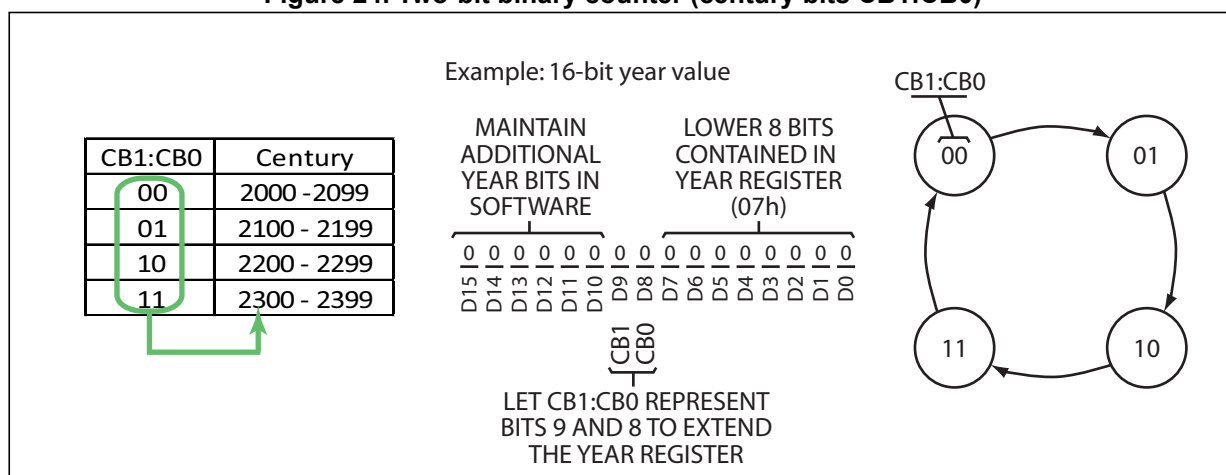 Figure 24. Two-bit binary counter (century bits CB1:CB0)
CB1:CB0 Century
00 2000 -2099
01 2100 - 2199
10 2200 - 2299
11 2300 - 2399
Example: 16-bit year value
MAINTAIN
ADDITIONAL
YEAR BITS IN
SOFTWARE
LOWER 8 BITS
CONTAINED IN
YEAR REGISTER
(07h)
0 0 0 0 0 0 0 0 0 0 0 0 0 0 0 0
D15 D14 D13 D12 D11 D10 D9 D8 D7 D6 D5 D4 D3 D2 D1 D0
CB1 CB0
LET CB1:CB0 REPRESENT
BITS 9 AND 8 TO EXTEND
THE YEAR REGISTER
CB1:CB0
00
01
11
10